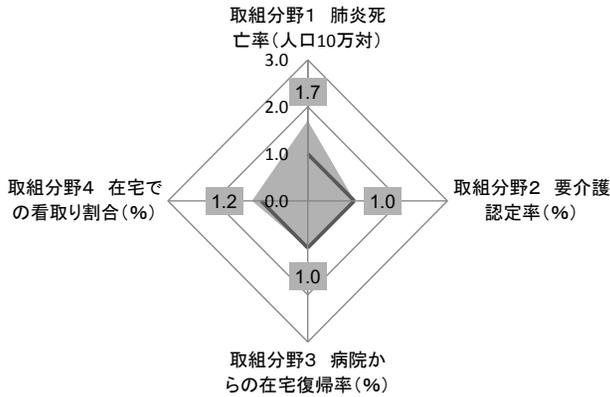 取組分野1 肺炎死
亡率(人口10万対)
3.0
1.7
2.0
1.0
取組分野4 在宅で
の看取り割合(%)
1.2
0.0
1.0
取組分野2 要介護
認定率(%)
1.0
取組分野3 病院か
らの在宅復帰率(%)